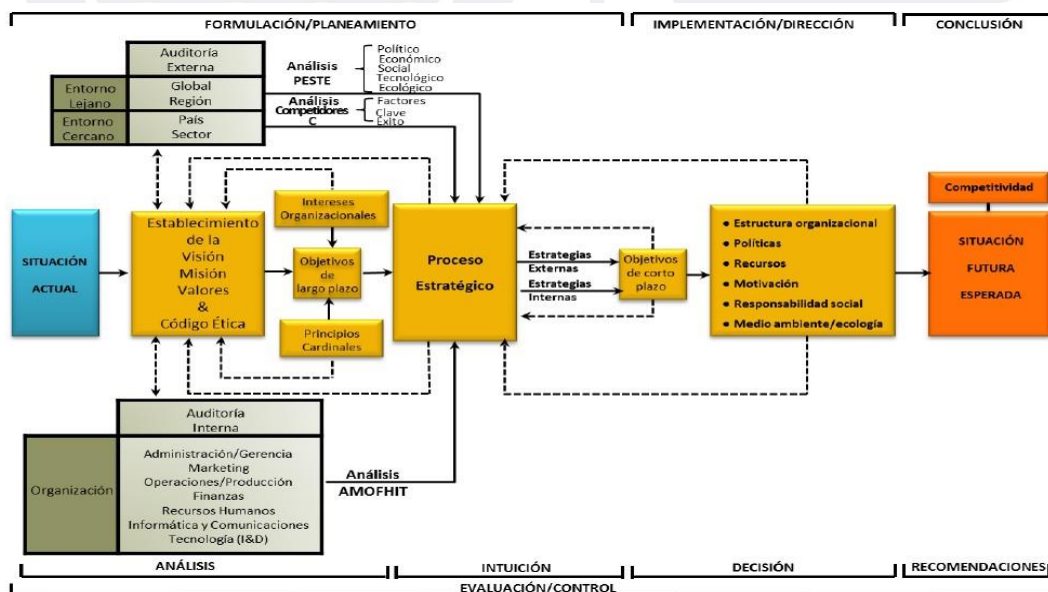 FORMULACIÓN/PLANEAMIENTO
IMPLEMENTACIÓN/DIRECCIÓN
CONCLUSIÓN
Auditoría
Externa
Entorno
Lejano
Global
Región
Entorno
Cercano
País
Sector
Análisis
PESTE
Político
Económico
Social
Tecnológico
Ecológico
Análisis
Competidores
C
Factores
Clave
Éxito
SITUACIÓN
ACTUAL
Establecimiento
de la
Visión
Misión
Valores
&
Código Ética
Intereses
Organizacionales
Objetivos de
largo plazo
Principios
Cardinales
Proceso
Estratégico
Estrategias
Externas
Estrategias
Internas
Objetivos
de corto
plazo
• Estructura organizacional
• Políticas
• Recursos
• Motivación
• Responsabilidad social
• Medio ambiente/ecología
Competitividad
SITUACIÓN
FUTURA
ESPERADA
Auditoría
Interna
Organización
Administración/Gerencia
Marketing
Operaciones/Producción
Finanzas
Recursos Humanos
Informática y Comunicaciones
Tecnología (I&D)
Análisis
AMOFHIT
ANÁLISIS
INTUICIÓN
DECISIÓN
RECOMENDACIONES
EVALUACIÓN/CONTROL